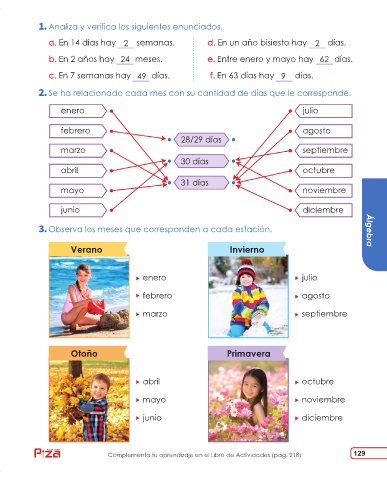 1. Analiza y verifica los siguientes enunciados.
a. En 14 días hay 2 semanas.
d. En un año bisiesto hay 2 días.
b. En 2 años hay 24 meses.
e. Entre enero y mayo hay 62 días.
c. En 7 semanas hay 49 días.
f. En 63 días hay 9 días.
2. Se ha relacionado cada mes con su cantidad de días que le corresponde.
enero
febrero
marzo
abril
mayo
junio
28/29 días
30 días
31 días
julio
agosto
septiembre
octubre
noviembre
diciembre
3. Observa los meses que corresponden a cada estación.
Verano
enero
febrero
marzo
Invierno
julio
agosto
septiembre
Otoño
abril
mayo
junio
Primavera
octubre
noviembre
diciembre
Álgebra
Pizá
Complementa tu aprendizaje en el Libro de Actividades (pág. 218)
129